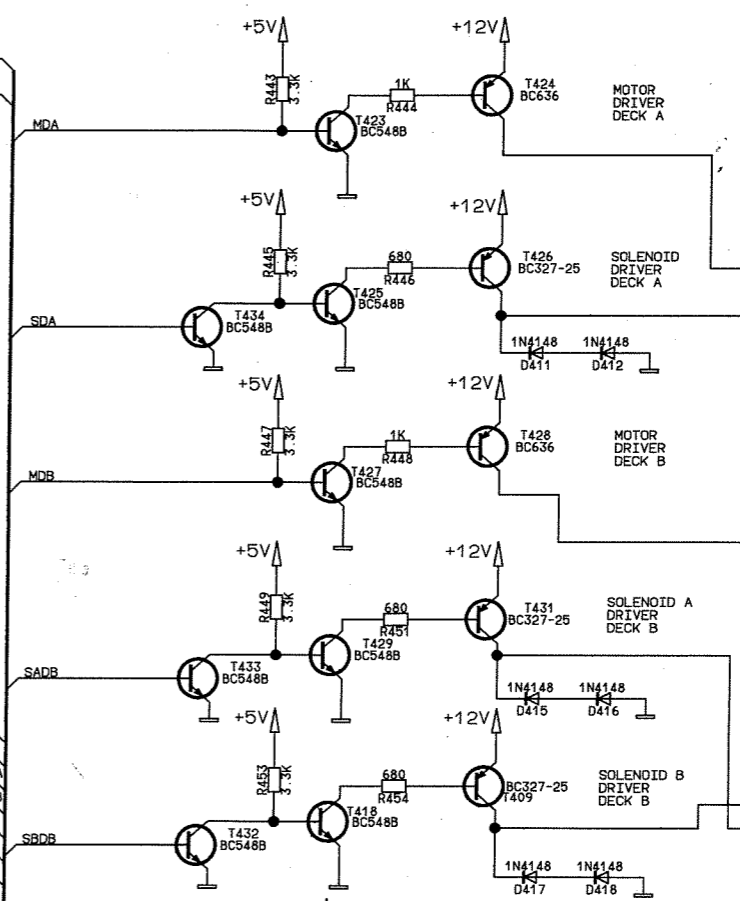 +5V
+12V
R443
3.3K
1K
R444
T424
BC636
MOTOR
DRIVER
DECK A
T423
BC548B
MDA
+5V
+12V
R445
3.3K
680
R446
T426
BC327-25
SOLENOID
DRIVER
DECK A
T425
BC548B
T434
BC548B
SDA
1N4148
D411
1N4148
D412
+5V
+12V
R447
3.3K
1K
R448
T428
BC636
MOTOR
DRIVER
DECK B
T427
BC548B
MDB
+5V
+12V
R449
3.3K
680
R451
T431
BC327-25
SOLENOID A
DRIVER
DECK B
T429
BC548B
T433
BC548B
SADB
1N4148
D415
1N4148
D416
+5V
+12V
R453
3.3K
680
R454
BC327-25
T409
SOLENOID B
DRIVER
DECK B
T418
BC548B
T432
BC548B
SBDB
1N4148
D417
1N4148
D418